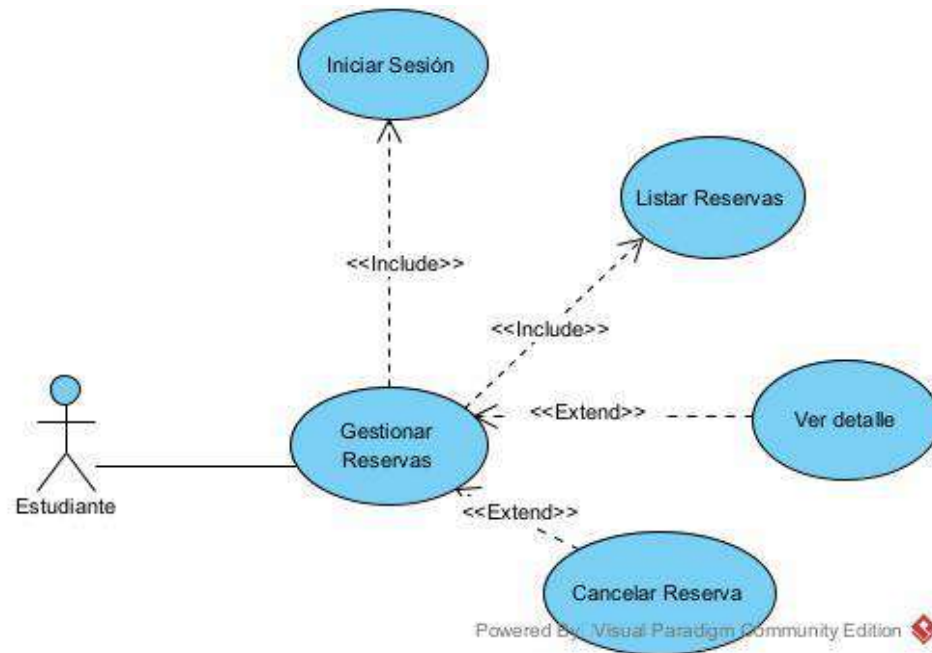 Iniciar Sesión
Listar Reservas
<<Include>>
<<Include>>
Gestionar
Reservas
<<Extend>>
Ver detalle
Estudiante
<<Extend>>
Cancelar Reserva
Powered By Visual Paradigm Community Edition